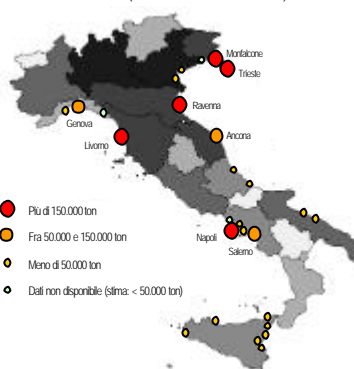 Monfalcone
Trieste
Ravenna
Genova
Livorno
Ancona
Napoli
Salerno
Più di 150.000 ton
Fra 50.000 e 150.000 ton
Meno di 50.000 ton
Dati non disponibile (stima: < 50.000 ton)